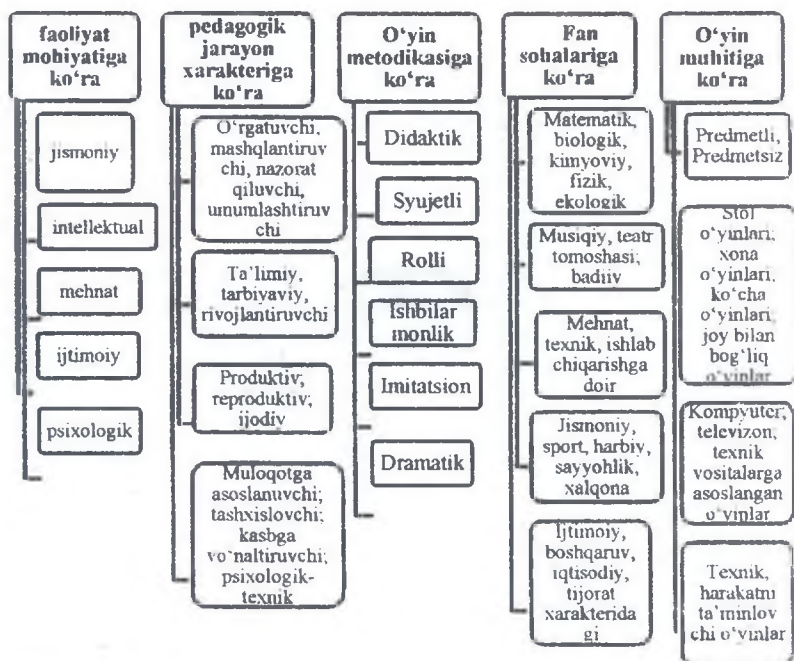 faoliyat
mohiyatiga
ko‘ra
jismoniy
intellektual
mehnat
ijtimoiy
psixologik
pedagogik
jarayon
xarakteriga
ko‘ra
O‘rgatuvchi,
mashqlantiruv
chi, nazorat
qiluvchi,
umumlashtiruv
chi
Ta’limiy,
tarbiyaviy,
rivojlantiruvchi
Produktiv;
reproduktiv;
ijodiy
Muloqotga
asoslanuvchi;
tashxislovchi;
kasbga
yo‘naltiruvchi;
psixologik-
texnik
O‘yin
metodikasiga
ko‘ra
Didaktik
Syujetli
Rolli
Ishbilar
monlik
Imitatsion
Dramatik
Fan
sohalariga
ko‘ra
Matematik,
biologik,
kimyoviy,
fizik,
ekologik
Musiqiy, teatr
tomoshasi;
badiiy
Mehnat,
texnik, ishlab
chiqarishga
doir
Jismoniy,
sport, harbiy,
sayyohlik,
xalqona
Ijtimoiy,
boshqaruv,
iqtisodiy,
tijorat
xarakterida
gi
O‘yin
muhitiga
ko‘ra
Predmetli,
Predmetsiz
Stol
o‘yinlari;
xona
o‘yinlari,
ko‘cha
o‘yinlari;
joy bilan
bog‘liq
o‘yinlar
Kompyuter;
televizon;
texnik
vositalarga
asoslangan
o‘yinlar
Texnik,
harakatni
ta’minlov
chi o‘yinlar